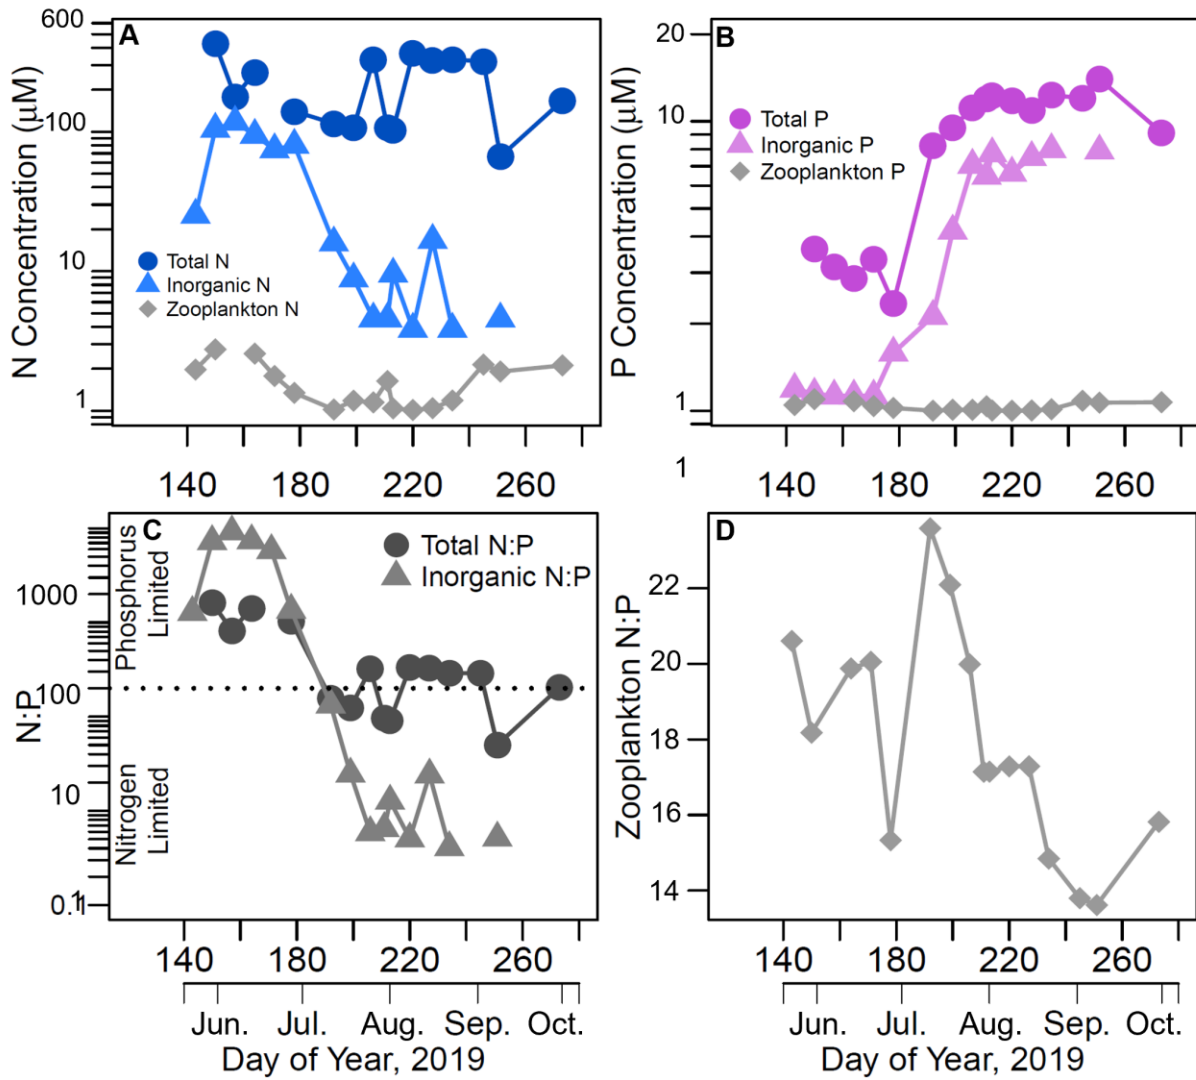 A
N Concentration (µM)
600
100
10
1
Total N
Inorganic N
Zooplankton N
140 180 220 260
B
P Concentration (µM)
20
10
1
1
Total P
Inorganic P
Zooplankton P
140 180 220 260
C
N:P
Phosphorus
Limited
Nitrogen
Limited
1000
100
10
Total N:P
Inorganic N:P
140 180 220 260
Jun. Jul. Aug. Sep. Oct.
Day of Year, 2019
D
Zooplankton N:P
22
20
18
16
14
140 180 220 260
Jun. Jul. Aug. Sep. Oct.
Day of Year, 2019